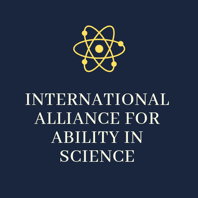 INTERNATIONAL
ALLIANCE FOR
ABILITY IN
SCIENCE